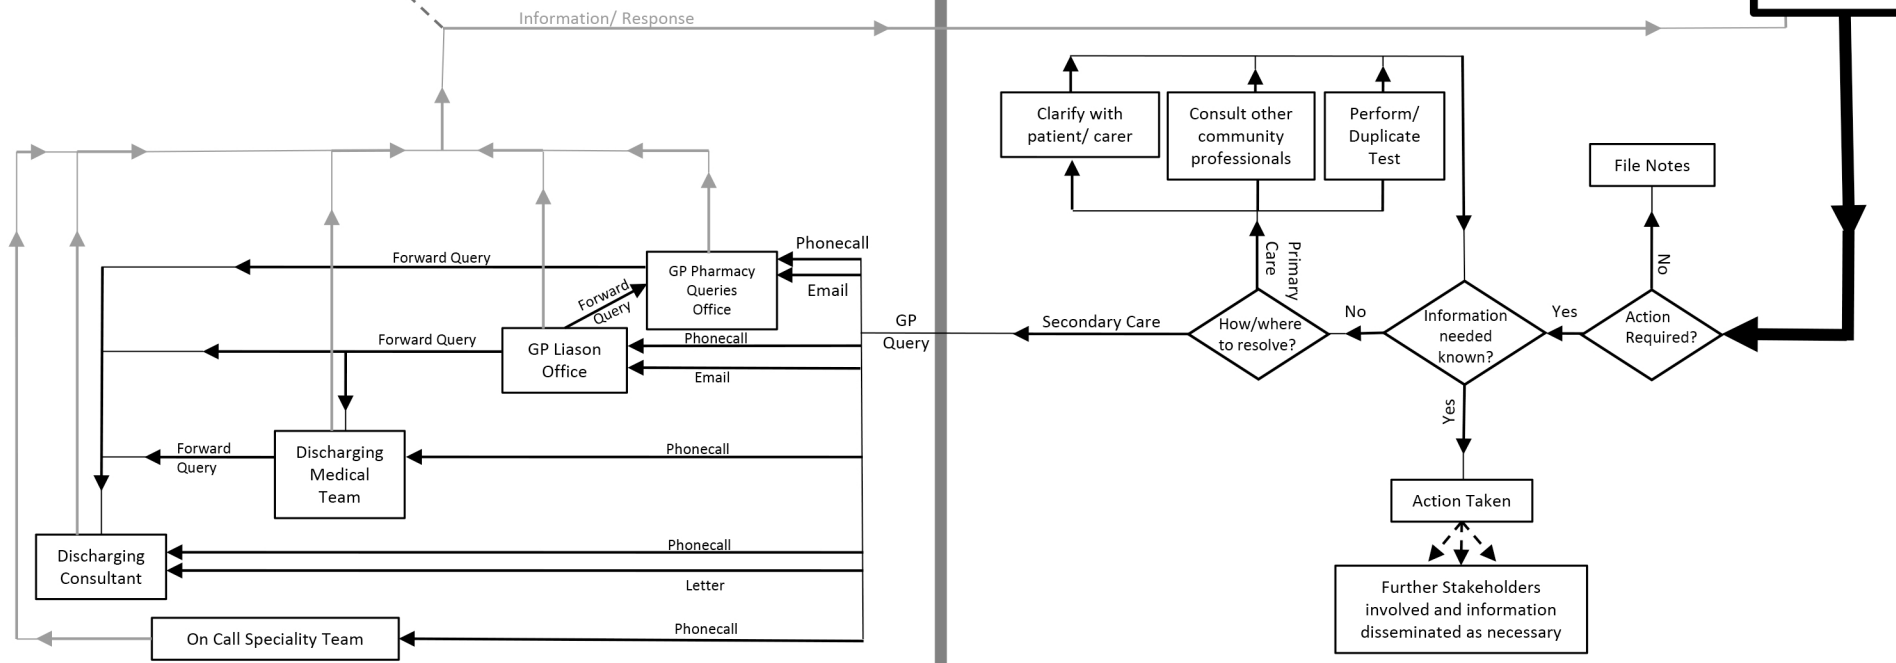 Information/ Response
Clarify with
patient/ carer
Consult other
community
professionals
Perform/
Duplicate
Test
File Notes
No
Primary
Care
Action
Required?
Yes
Information
needed
known?
No
How/where
to resolve?
Secondary Care
GP
Query
Yes
Action Taken
Further Stakeholders
involved and information
disseminated as necessary
Phonecall
Email
GP Pharmacy
Queries
Office
Forward Query
Forward
Query
Phonecall
Email
GP Liason
Office
Forward Query
Phonecall
Discharging
Medical
Team
Forward
Query
Phonecall
Letter
Discharging
Consultant
Phonecall
On Call Speciality Team